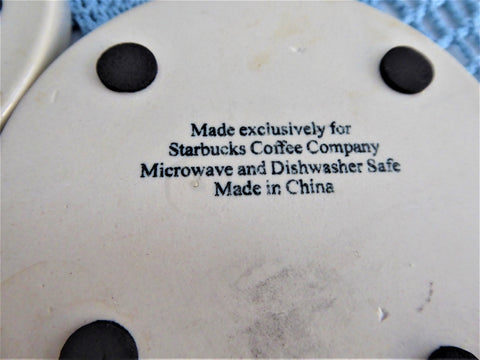 Made exclusively for
Starbucks Coffee Company
Microwave and Dishwasher Safe
Made in China